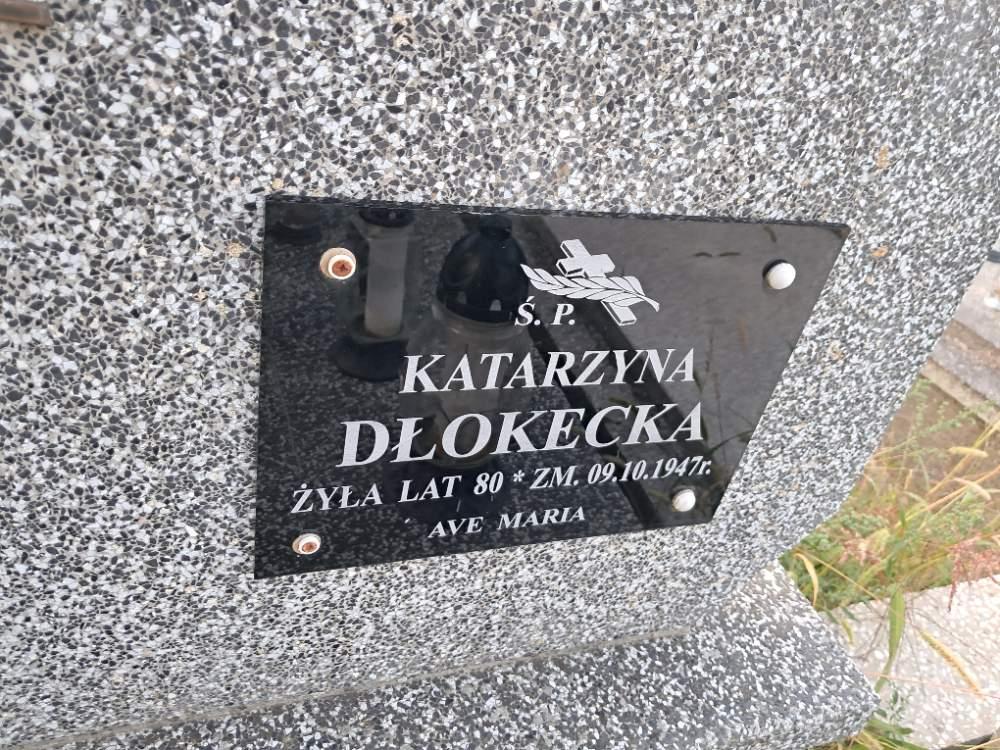 Ś. P.
KATARZYNA
DŁOKECKA
ŻYŁA LAT 80 * ZM. 09.10.1947r.
AVE MARIA